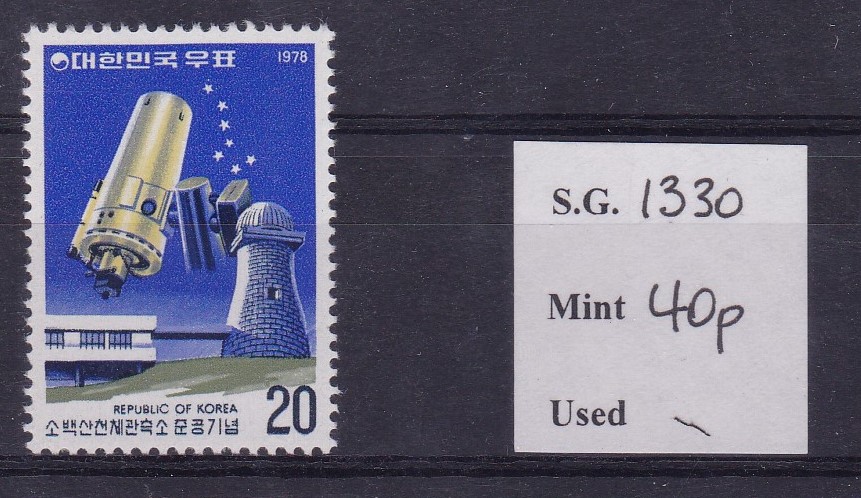 대한민국우표 1978
REPUBLIC OF KOREA
소백산천체관측소 준공기념
20
S.G. 1330
Mint 40p
Used